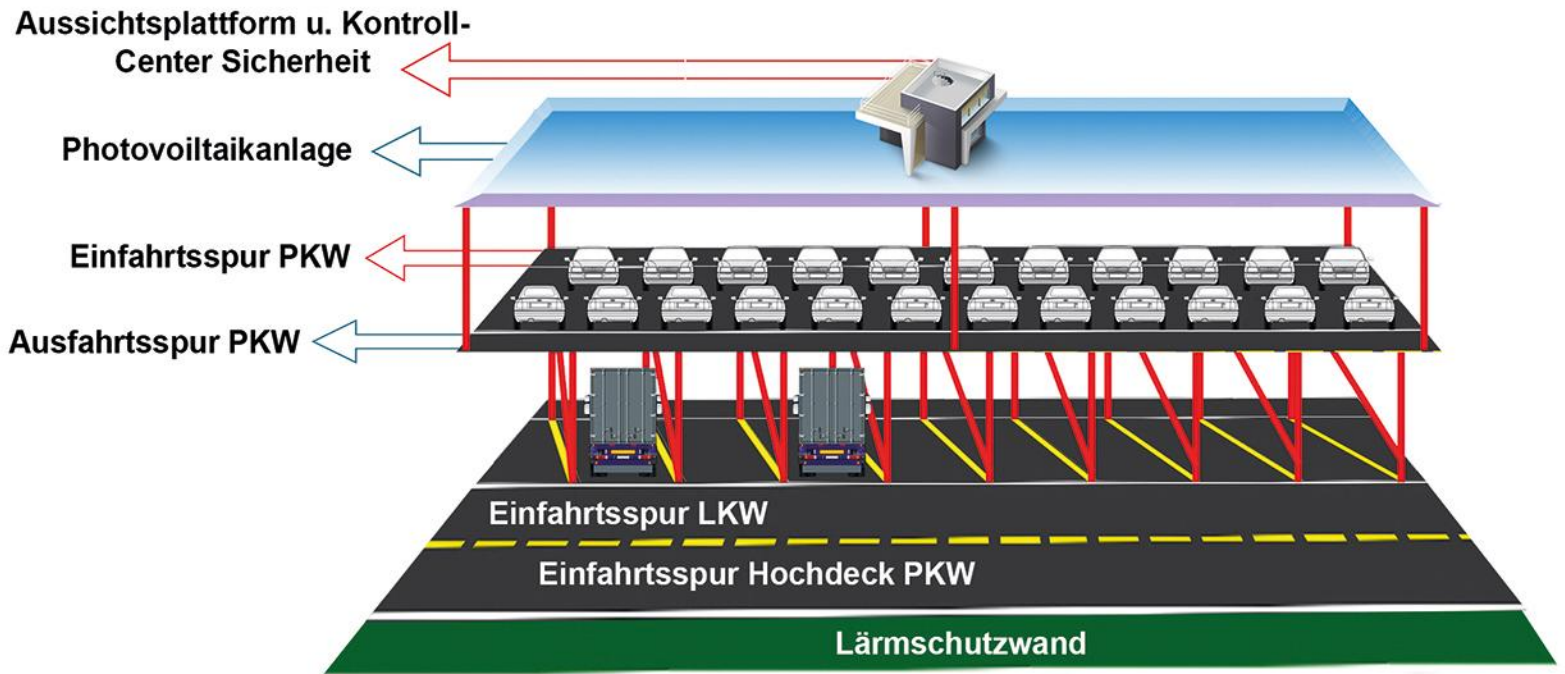 Aussichtsplattform u. Kontroll-
Center Sicherheit
Photovoiltaikanlage
Einfahrtsspur PKW
Ausfahrtsspur PKW
Einfahrtsspur LKW
Einfahrtsspur Hochdeck PKW
Lärmschutzwand